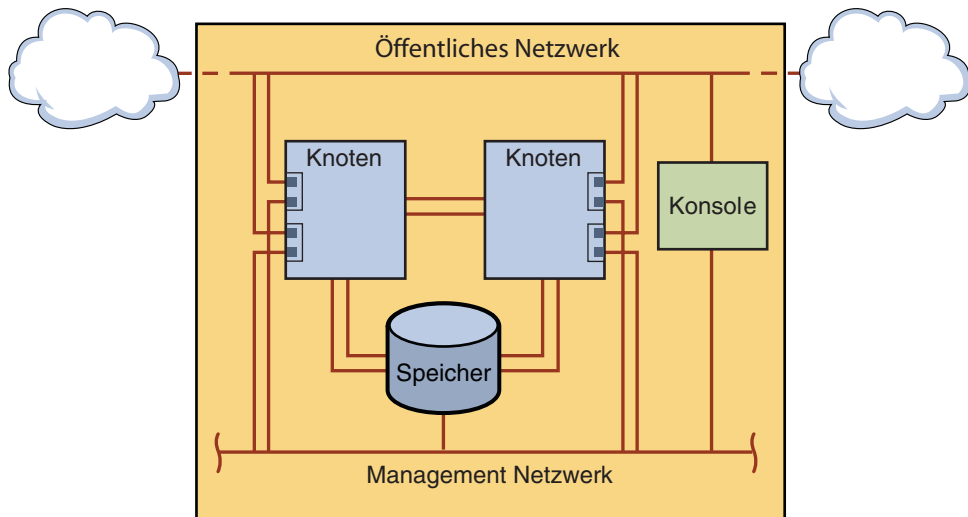 Öffentliches Netzwerk
Knoten
Knoten
Konsole
Speicher
Management Netzwerk